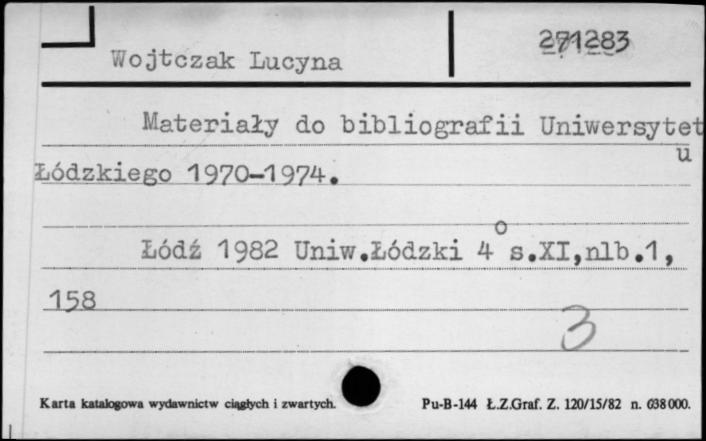 Wojtczak Lucyna
271283
Materiały do bibliografii Uniwersytet
u
Łódzkiego 1970-1974.
Łódź 1982 Uniw.Łódzki 4° s.XI,nlb.1,
158
3
Karta katalogowa wydawnictw ciągłych i zwartych.
Pu-B-144 Ł.Z.Graf. Z. 120/15/82 n. 638000.